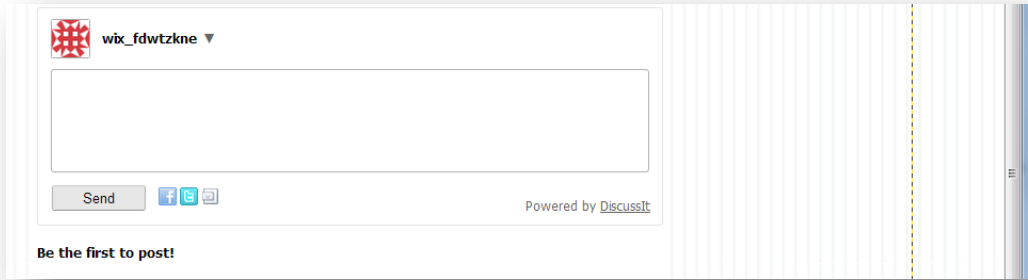 wix_fdwtzkne
Send
Powered by DiscussIt
Be the first to post!